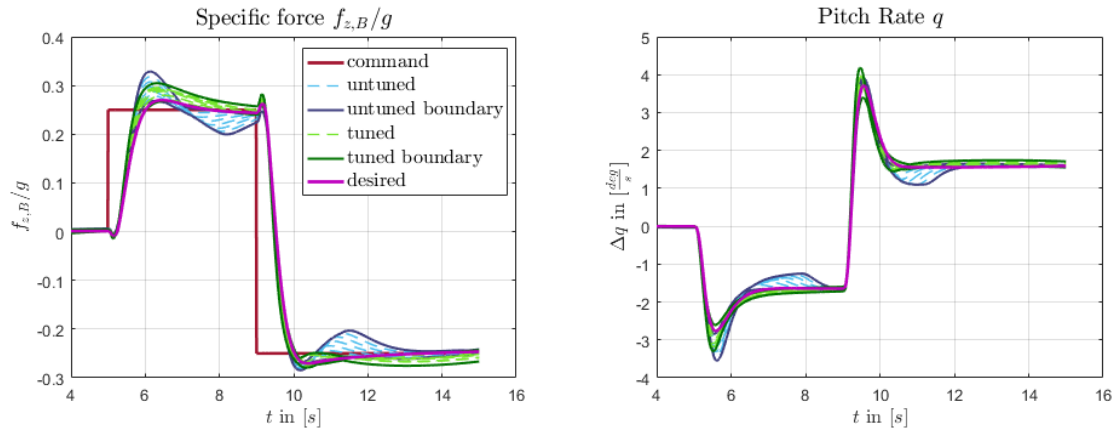 Specific force f_{z,B}/g
0.4
0.3
0.2
0.1
0
-0.1
-0.2
-0.3
f_{z,B}/g
command
untuned
untuned boundary
tuned
tuned boundary
desired
4 6 8 10 12 14 16
t in [s]
Pitch Rate q
5
4
3
2
1
0
-1
-2
-3
-4
Δq in [deg/s]
4 6 8 10 12 14 16
t in [s]